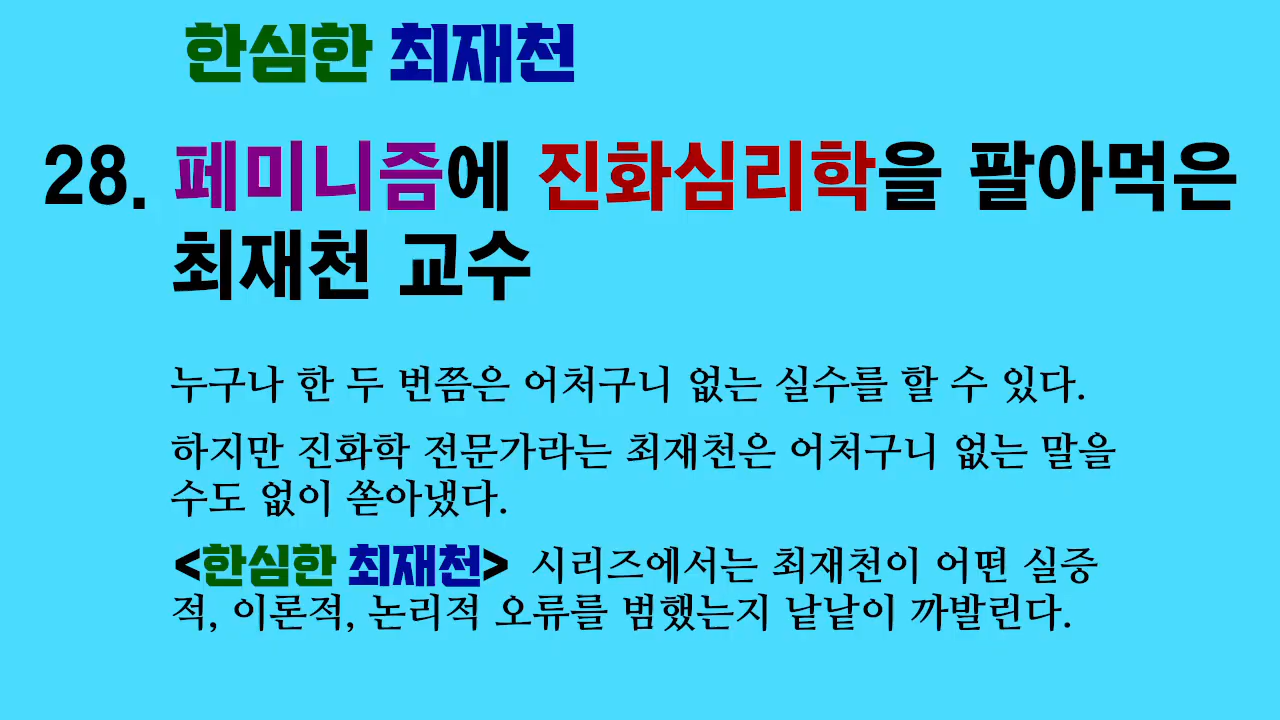 한심한 최재천
28. 페미니즘에 진화심리학을 팔아먹은
최재천 교수
누구나 한 두 번쯤은 어처구니 없는 실수를 할 수 있다.
하지만 진화학 전문가라는 최재천은 어처구니 없는 말을
수도 없이 쏟아냈다.
<한심한 최재천> 시리즈에서는 최재천이 어떤 실증
적, 이론적, 논리적 오류를 범했는지 낱낱이 까발린다.